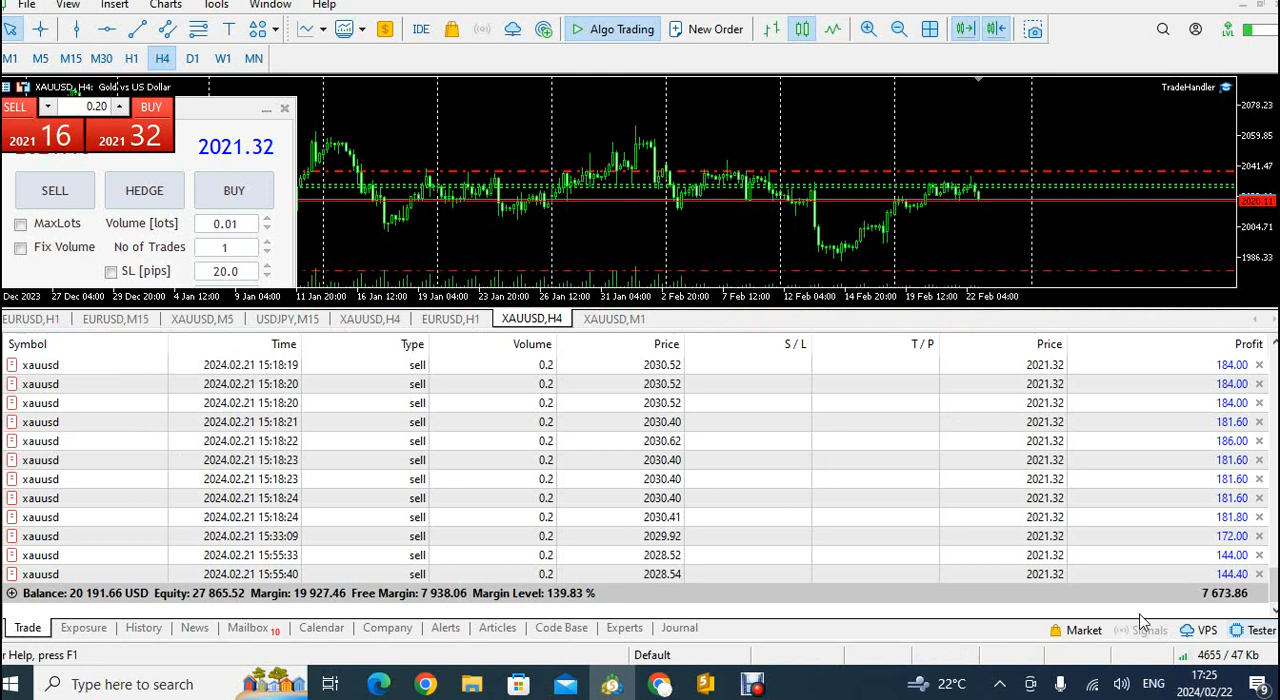 File View Insert Charts Tools Window Help
IDE Algo Trading New Order LVL
M1 M5 M15 M30 H1 H4 D1 W1 MN
XAUUSD, H4: Gold vs US Dollar
TradeHandler
SELL 0.20 BUY
2021 16 2021 32
2021.32
SELL HEDGE BUY
MaxLots Volume [lots] 0.01
Fix Volume No of Trades 1
SL [pips] 20.0
2078.23
2059.85
2041.47
2020.11
2004.71
1986.33
Dec 2023 27 Dec 04:00 29 Dec 20:00 4 Jan 12:00 9 Jan 04:00 11 Jan 20:00 16 Jan 12:00 19 Jan 04:00 23 Jan 20:00 26 Jan 12:00 31 Jan 04:00 2 Feb 20:00 7 Feb 12:00 12 Feb 04:00 14 Feb 20:00 19 Feb 12:00 22 Feb 04:00
EURUSD,H1 EURUSD,M15 XAUUSD,M5 USDJPY,M15 XAUUSD,H4 EURUSD,H1 XAUUSD,H4 XAUUSD,M1
Symbol Time Type Volume Price S / L T / P Price Profit
xauusd 2024.02.21 15:18:19 sell 0.2 2030.52 2021.32 184.00
xauusd 2024.02.21 15:18:20 sell 0.2 2030.52 2021.32 184.00
xauusd 2024.02.21 15:18:20 sell 0.2 2030.52 2021.32 184.00
xauusd 2024.02.21 15:18:21 sell 0.2 2030.40 2021.32 181.60
xauusd 2024.02.21 15:18:22 sell 0.2 2030.62 2021.32 186.00
xauusd 2024.02.21 15:18:23 sell 0.2 2030.40 2021.32 181.60
xauusd 2024.02.21 15:18:23 sell 0.2 2030.40 2021.32 181.60
xauusd 2024.02.21 15:18:24 sell 0.2 2030.40 2021.32 181.60
xauusd 2024.02.21 15:18:24 sell 0.2 2030.41 2021.32 181.80
xauusd 2024.02.21 15:33:09 sell 0.2 2029.92 2021.32 172.00
xauusd 2024.02.21 15:55:33 sell 0.2 2028.52 2021.32 144.00
xauusd 2024.02.21 15:55:40 sell 0.2 2028.54 2021.32 144.40
Balance: 20 191.66 USD Equity: 27 865.52 Margin: 19 927.46 Free Margin: 7 938.06 Margin Level: 139.83 % 7 673.86
Trade Exposure History News Mailbox 10 Calendar Company Alerts Articles Code Base Experts Journal Market Signals VPS Tester
r Help, press F1 Default 4655 / 47 Kb
Type here to search 22°C ENG 17:25
2024/02/22